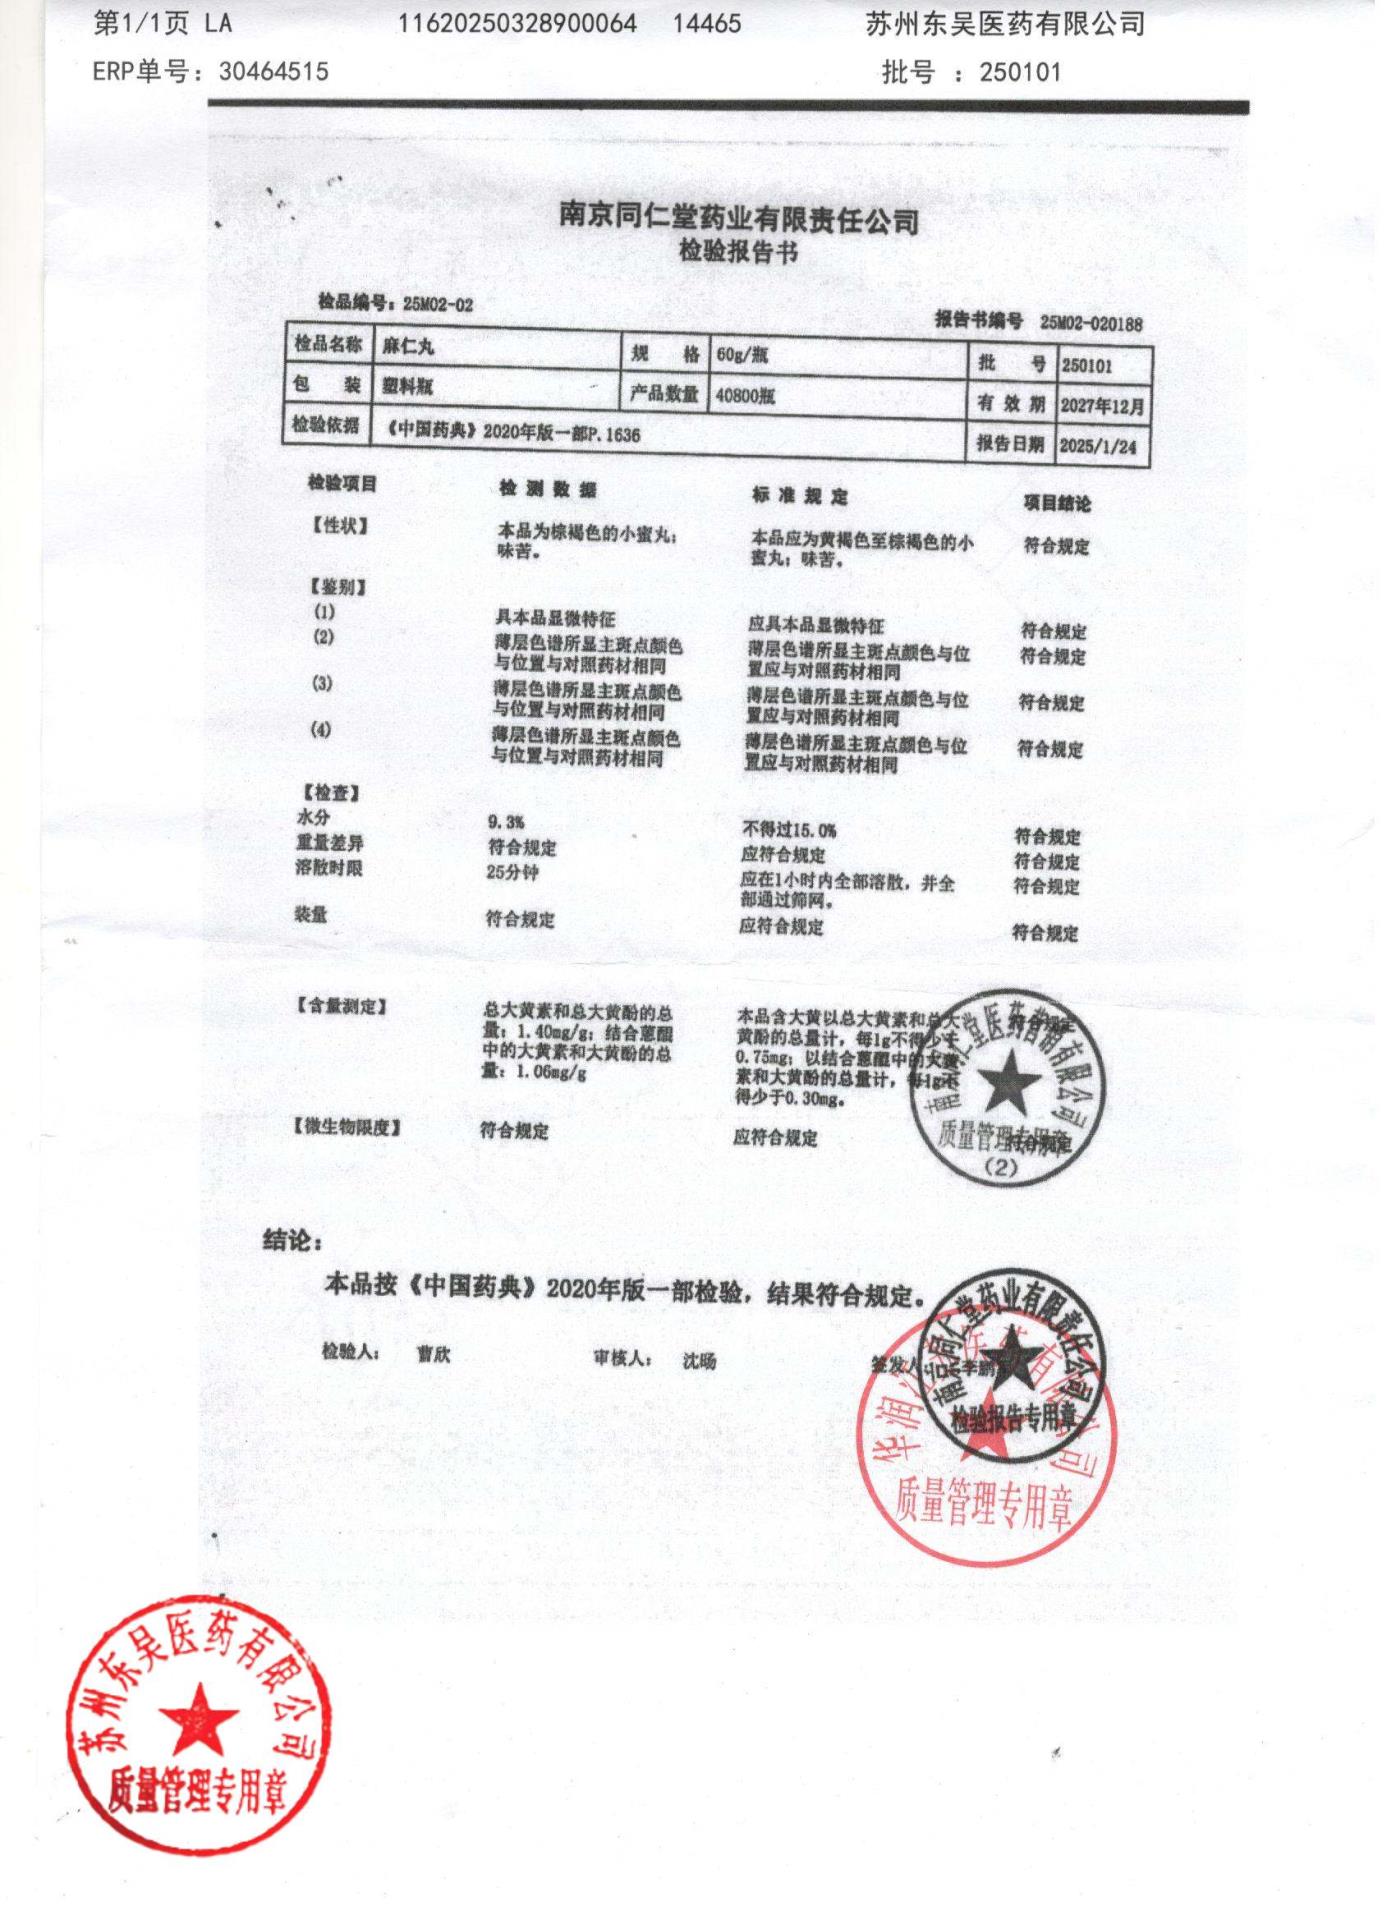 第1/1页 LA 11620250328900064 14465 苏州东吴医药有限公司
ERP单号：30464515 批号 ：250101
南京同仁堂药业有限责任公司
检验报告书
检品编号：25M02-02
报告书编号 25M02-020188
检品名称 麻仁丸 规 格 60g/瓶 批 号 250101
包 装 塑料瓶 产品数量 40800瓶 有 效 期 2027年12月
检验依据 《中国药典》2020年版一部P.1636 报告日期 2025/1/24
检验项目 检 测 数 据 标 准 规 定 项目结论
【性状】 本品为棕褐色的小蜜丸； 本品应为黄褐色至棕褐色的小 符合规定
味苦。 蜜丸；味苦。
【鉴别】
(1) 具本品显微特征 应具本品显微特征 符合规定
(2) 薄层色谱所显主斑点颜色 薄层色谱所显主斑点颜色与位 符合规定
与位置与对照药材相同 置应与对照药材相同
(3) 薄层色谱所显主斑点颜色 薄层色谱所显主斑点颜色与位 符合规定
与位置与对照药材相同 置应与对照药材相同
(4) 薄层色谱所显主斑点颜色 薄层色谱所显主斑点颜色与位 符合规定
与位置与对照药材相同 置应与对照药材相同
【检查】
水分 9.3% 不得过15.0% 符合规定
重量差异 符合规定 应符合规定 符合规定
溶散时限 25分钟 应在1小时内全部溶散，并全 符合规定
部通过筛网。
装量 符合规定 应符合规定 符合规定
【含量测定】 总大黄素和总大黄酚的总 本品含大黄以总大黄素和总大 符合规定
量：1.40mg/g；结合蒽醌 黄酚的总量计，每1g不得少于
中的大黄素和大黄酚的总 0.75mg；以结合蒽醌中的大黄
量：1.06mg/g 素和大黄酚的总量计，每1g不
得少于0.30mg。
【微生物限度】 符合规定 应符合规定 符合规定
质量管理专用章
(2)
结论：
本品按《中国药典》2020年版一部检验，结果符合规定。
检验人： 曹欣 审核人： 沈旸 签发人： 李鹏
南京同仁堂药业有限责任公司
检验报告专用章
质量管理专用章
苏州东吴医药有限公司
质量管理专用章